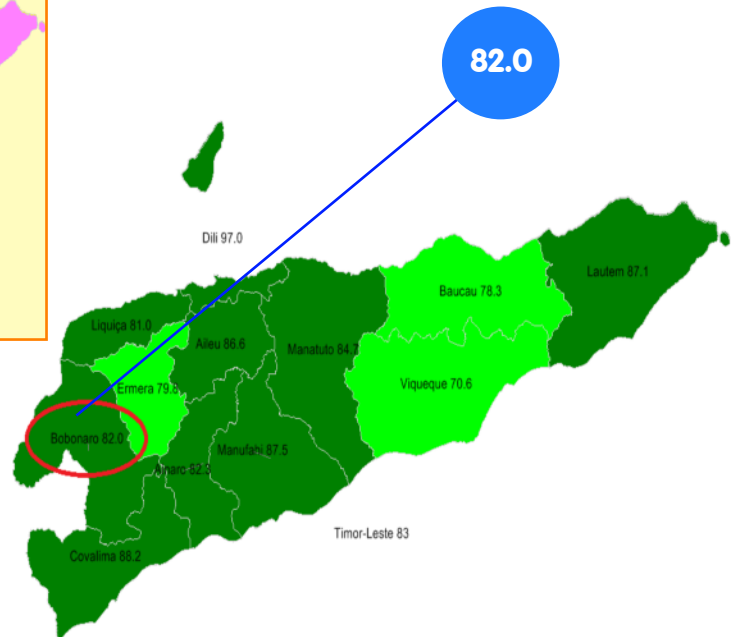 82.0
Dili 97.0
Lautem 87.1
Baucau 78.3
Liquiça 81.0
Aileu 86.6
Manatuto 84.7
Ermera 79.8
Viqueque 70.6
Bobonaro 82.0
Manufahi 87.5
Ainaro 82.3
Timor-Leste 83
Covalima 88.2